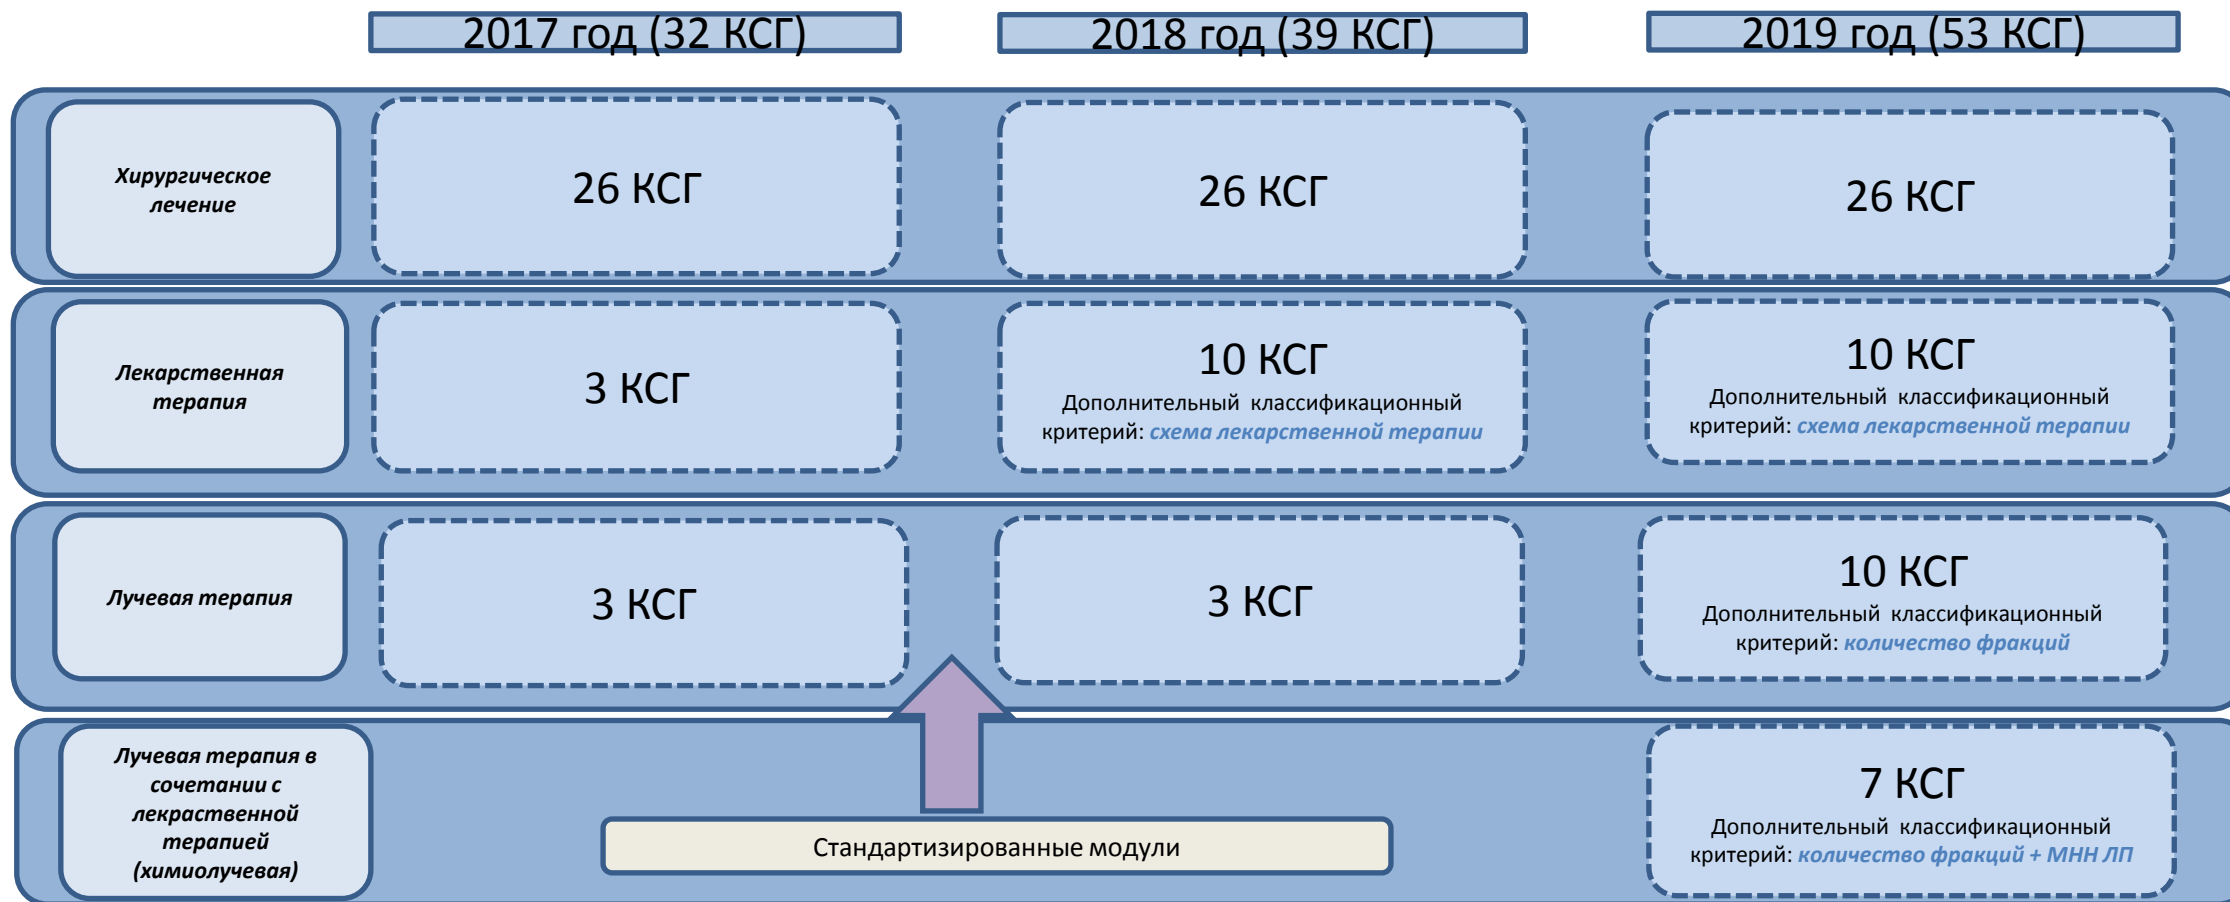 2017 год (32 КСГ)
2018 год (39 КСГ)
2019 год (53 КСГ)
Хирургическое
лечение
26 КСГ
26 КСГ
26 КСГ
Лекарственная
терапия
3 КСГ
10 КСГ
Дополнительный классификационный
критерий: схема лекарственной терапии
10 КСГ
Дополнительный классификационный
критерий: схема лекарственной терапии
Лучевая терапия
3 КСГ
3 КСГ
10 КСГ
Дополнительный классификационный
критерий: количество фракций
Лучевая терапия в
сочетании с
лекраственной
терапией
(химиолучевая)
Стандартизированные модули
7 КСГ
Дополнительный классификационный
критерий: количество фракций + МНН ЛП